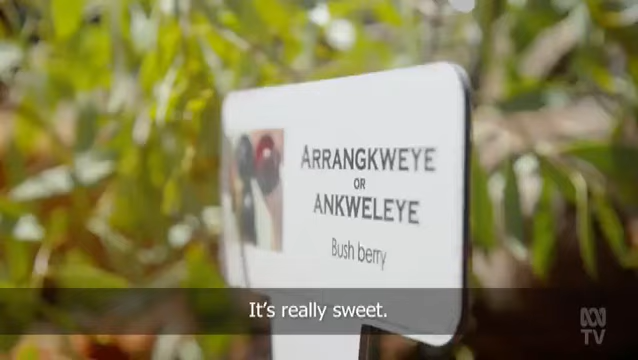 ARRANGKWEYE
OR
ANKWELEYE
Bush berry
It's really sweet.
ABC
TV